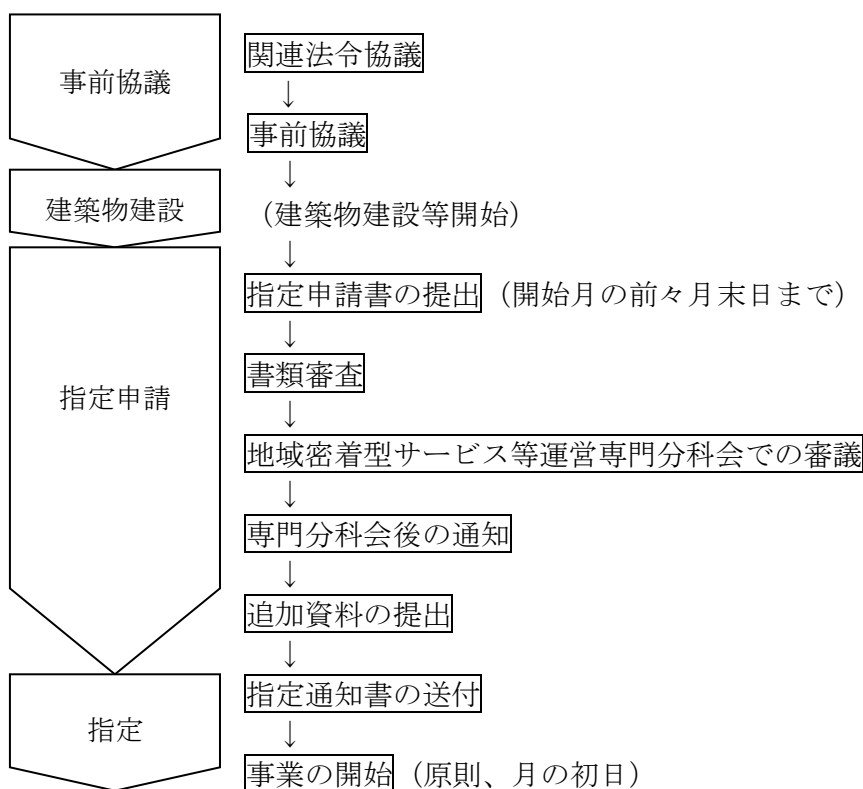 事前協議
関連法令協議
↓
事前協議
↓
建築物建設
（建築物建設等開始）
↓
指定申請
指定申請書の提出（開始月の前々月末日まで）
↓
書類審査
↓
地域密着型サービス等運営専門分科会での審議
↓
専門分科会後の通知
↓
追加資料の提出
↓
指定
指定通知書の送付
↓
事業の開始（原則、月の初日）